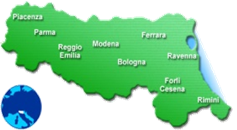 Piacenza
Parma
Reggio
Emilia
Modena
Ferrara
Bologna
Ravenna
Forlì
Cesena
Rimini